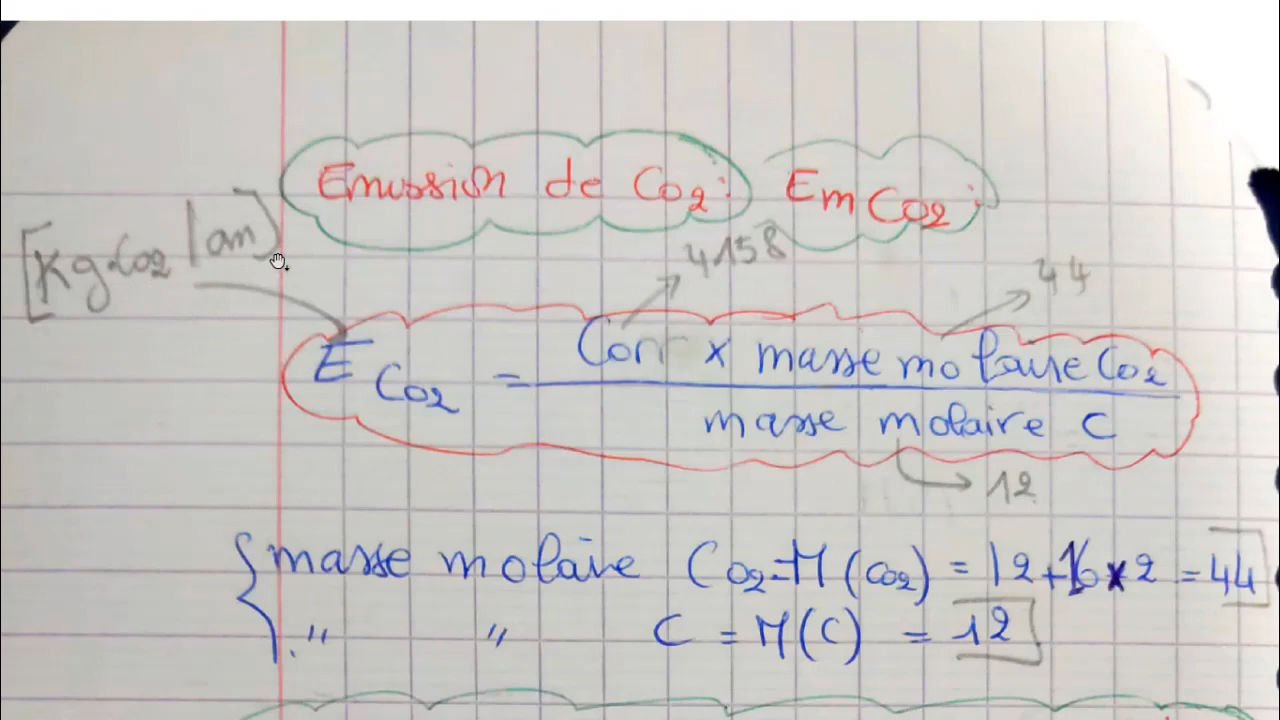 Emission de CO2: EmCO2:
[Kg.CO2/an]
4158
44
E CO2 = Corr x masse molaire CO2
masse molaire C
12
{masse molaire CO2 = M(CO2) = 12+16x2 = 44
" " C = M(C) = 12